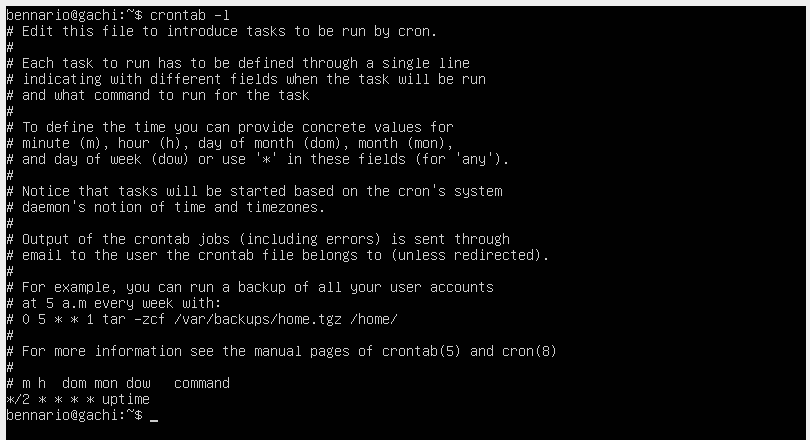 bennario@gachi:~$ crontab -l
# Edit this file to introduce tasks to be run by cron.
#
# Each task to run has to be defined through a single line
# indicating with different fields when the task will be run
# and what command to run for the task
#
# To define the time you can provide concrete values for
# minute (m), hour (h), day of month (dom), month (mon),
# and day of week (dow) or use '*' in these fields (for 'any').
#
# Notice that tasks will be started based on the cron's system
# daemon's notion of time and timezones.
#
# Output of the crontab jobs (including errors) is sent through
# email to the user the crontab file belongs to (unless redirected).
#
# For example, you can run a backup of all your user accounts
# at 5 a.m every week with:
# 0 5 * * 1 tar -zcf /var/backups/home.tgz /home/
#
# For more information see the manual pages of crontab(5) and cron(8)
#
# m h  dom mon dow   command
*/2 * * * * uptime
bennario@gachi:~$ _